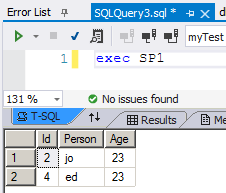 Error List
SQLQuery3.sql *
d
myTest
1 exec SP1
131 %
No issues found
T-SQL
Results
Message
Id Person Age
1 2 jo 23
2 4 ed 23